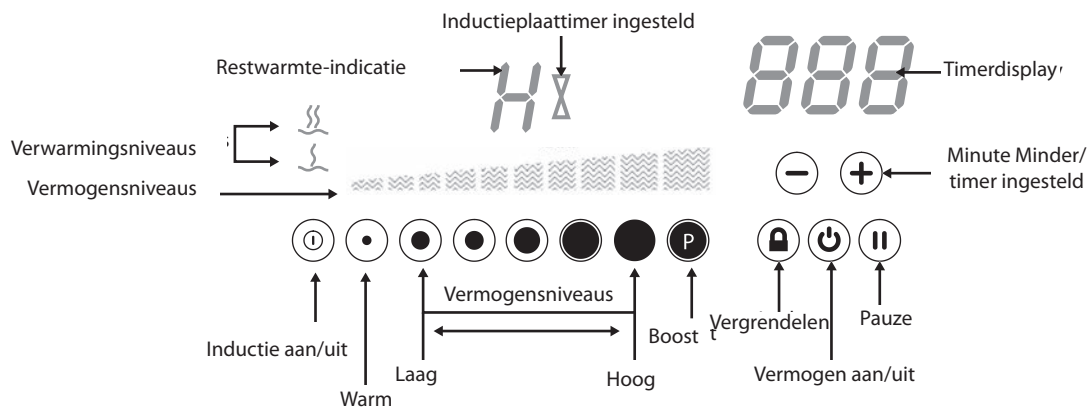 Inductieplaattimer ingesteld
Restwarmte-indicatie
H
888
Timerdisplay
Verwarmingsniveaus
Vermogensniveaus
Minute Minder/
timer ingesteld
P
Vermogensniveaus
Inductie aan/uit
Warm
Laag
Hoog
Boost
Vergrendelen
Vermogen aan/uit
Pauze